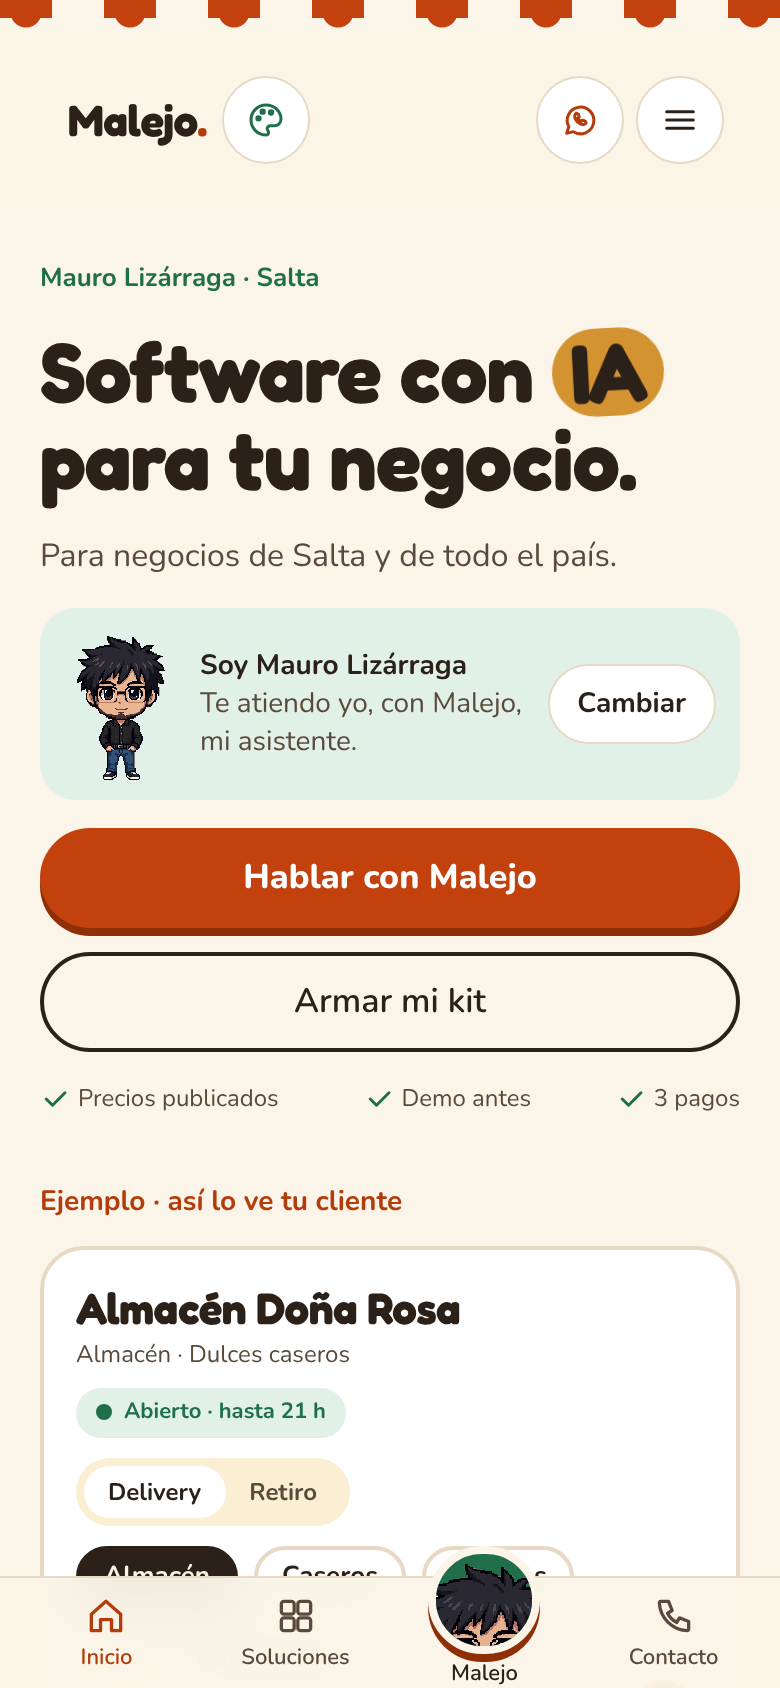 Malejo.
Mauro Lizárraga · Salta
Software con IA
para tu negocio.
Para negocios de Salta y de todo el país.
Soy Mauro Lizárraga
Te atiendo yo, con Malejo,
mi asistente.
Cambiar
Hablar con Malejo
Armar mi kit
Precios publicados
Demo antes
3 pagos
Ejemplo · así lo ve tu cliente
Almacén Doña Rosa
Almacén · Dulces caseros
Abierto · hasta 21 h
Delivery
Retiro
Almacén
Caseros
Inicio
Soluciones
Malejo
Contacto